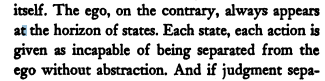 itself. The ego, on the contrary, always appears
at the horizon of states. Each state, each action is
given as incapable of being separated from the
ego without abstraction. And if judgment sepa-